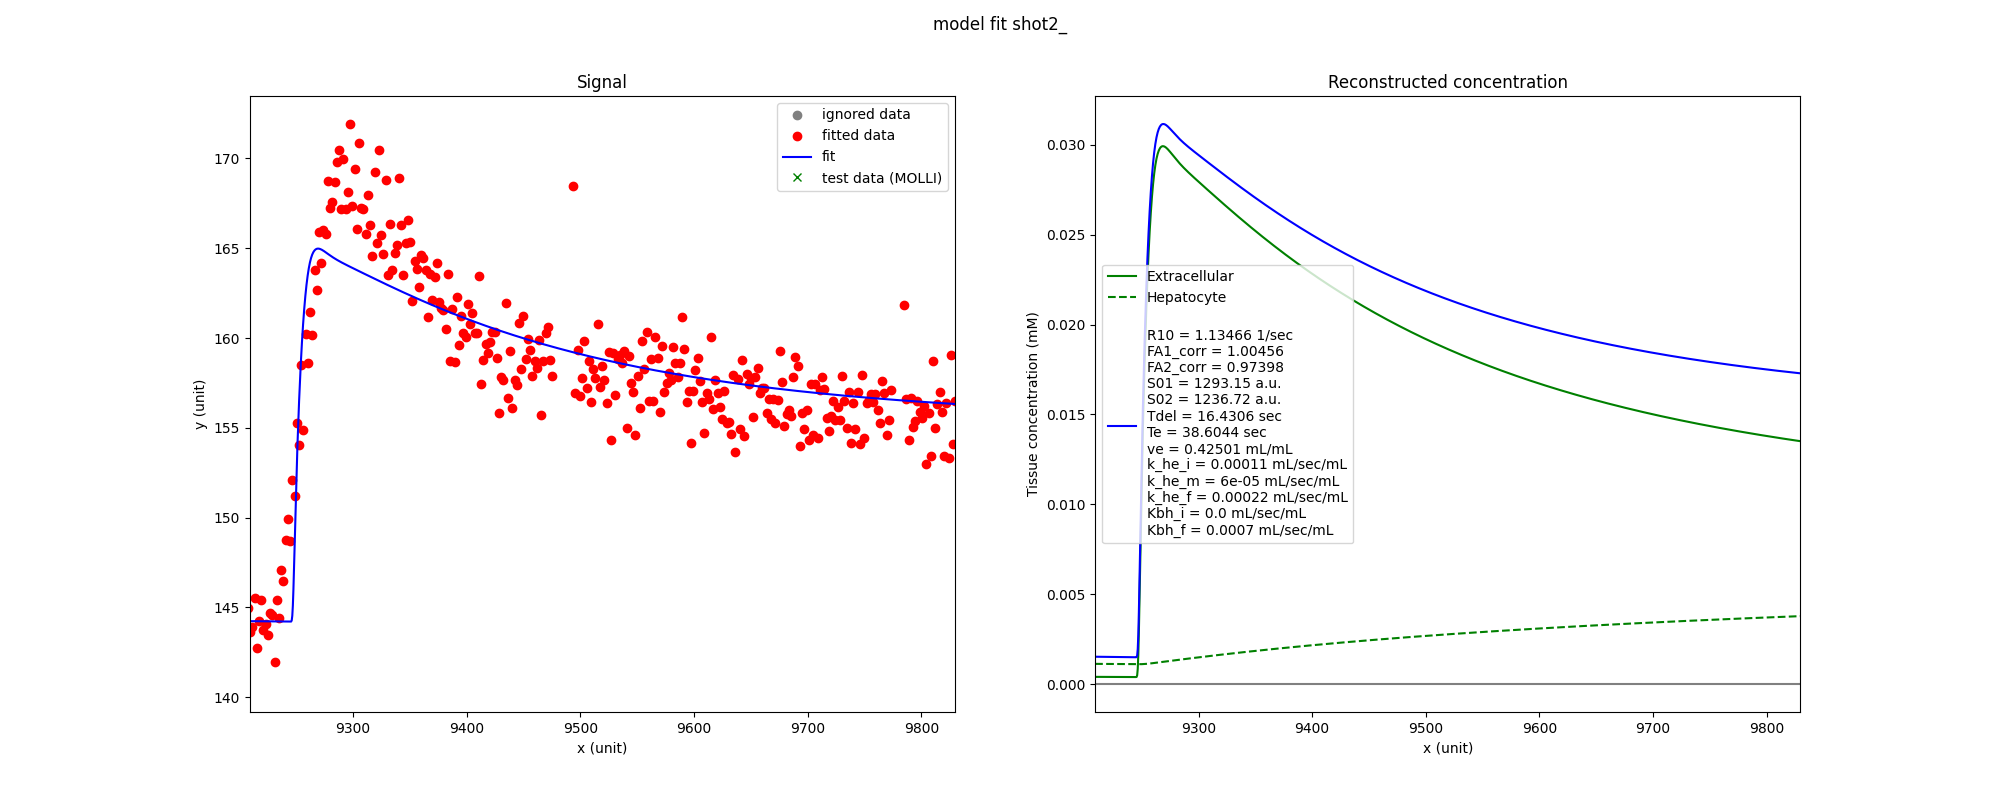 model fit shot2_
Signal
y (unit)
170
165
160
155
150
145
140
9300
9400
9500
9600
9700
9800
x (unit)
ignored data
fitted data
fit
test data (MOLLI)
Reconstructed concentration
Tissue concentration (mM)
0.030
0.025
0.020
0.015
0.010
0.005
0.000
9300
9400
9500
9600
9700
9800
x (unit)
Extracellular
Hepatocyte
R10 = 1.13466 1/sec
FA1_corr = 1.00456
FA2_corr = 0.97398
S01 = 1293.15 a.u.
S02 = 1236.72 a.u.
Tdel = 16.4306 sec
Te = 38.6044 sec
ve = 0.42501 mL/mL
k_he_i = 0.00011 mL/sec/mL
k_he_m = 6e-05 mL/sec/mL
k_he_f = 0.00022 mL/sec/mL
Kbh_i = 0.0 mL/sec/mL
Kbh_f = 0.0007 mL/sec/mL